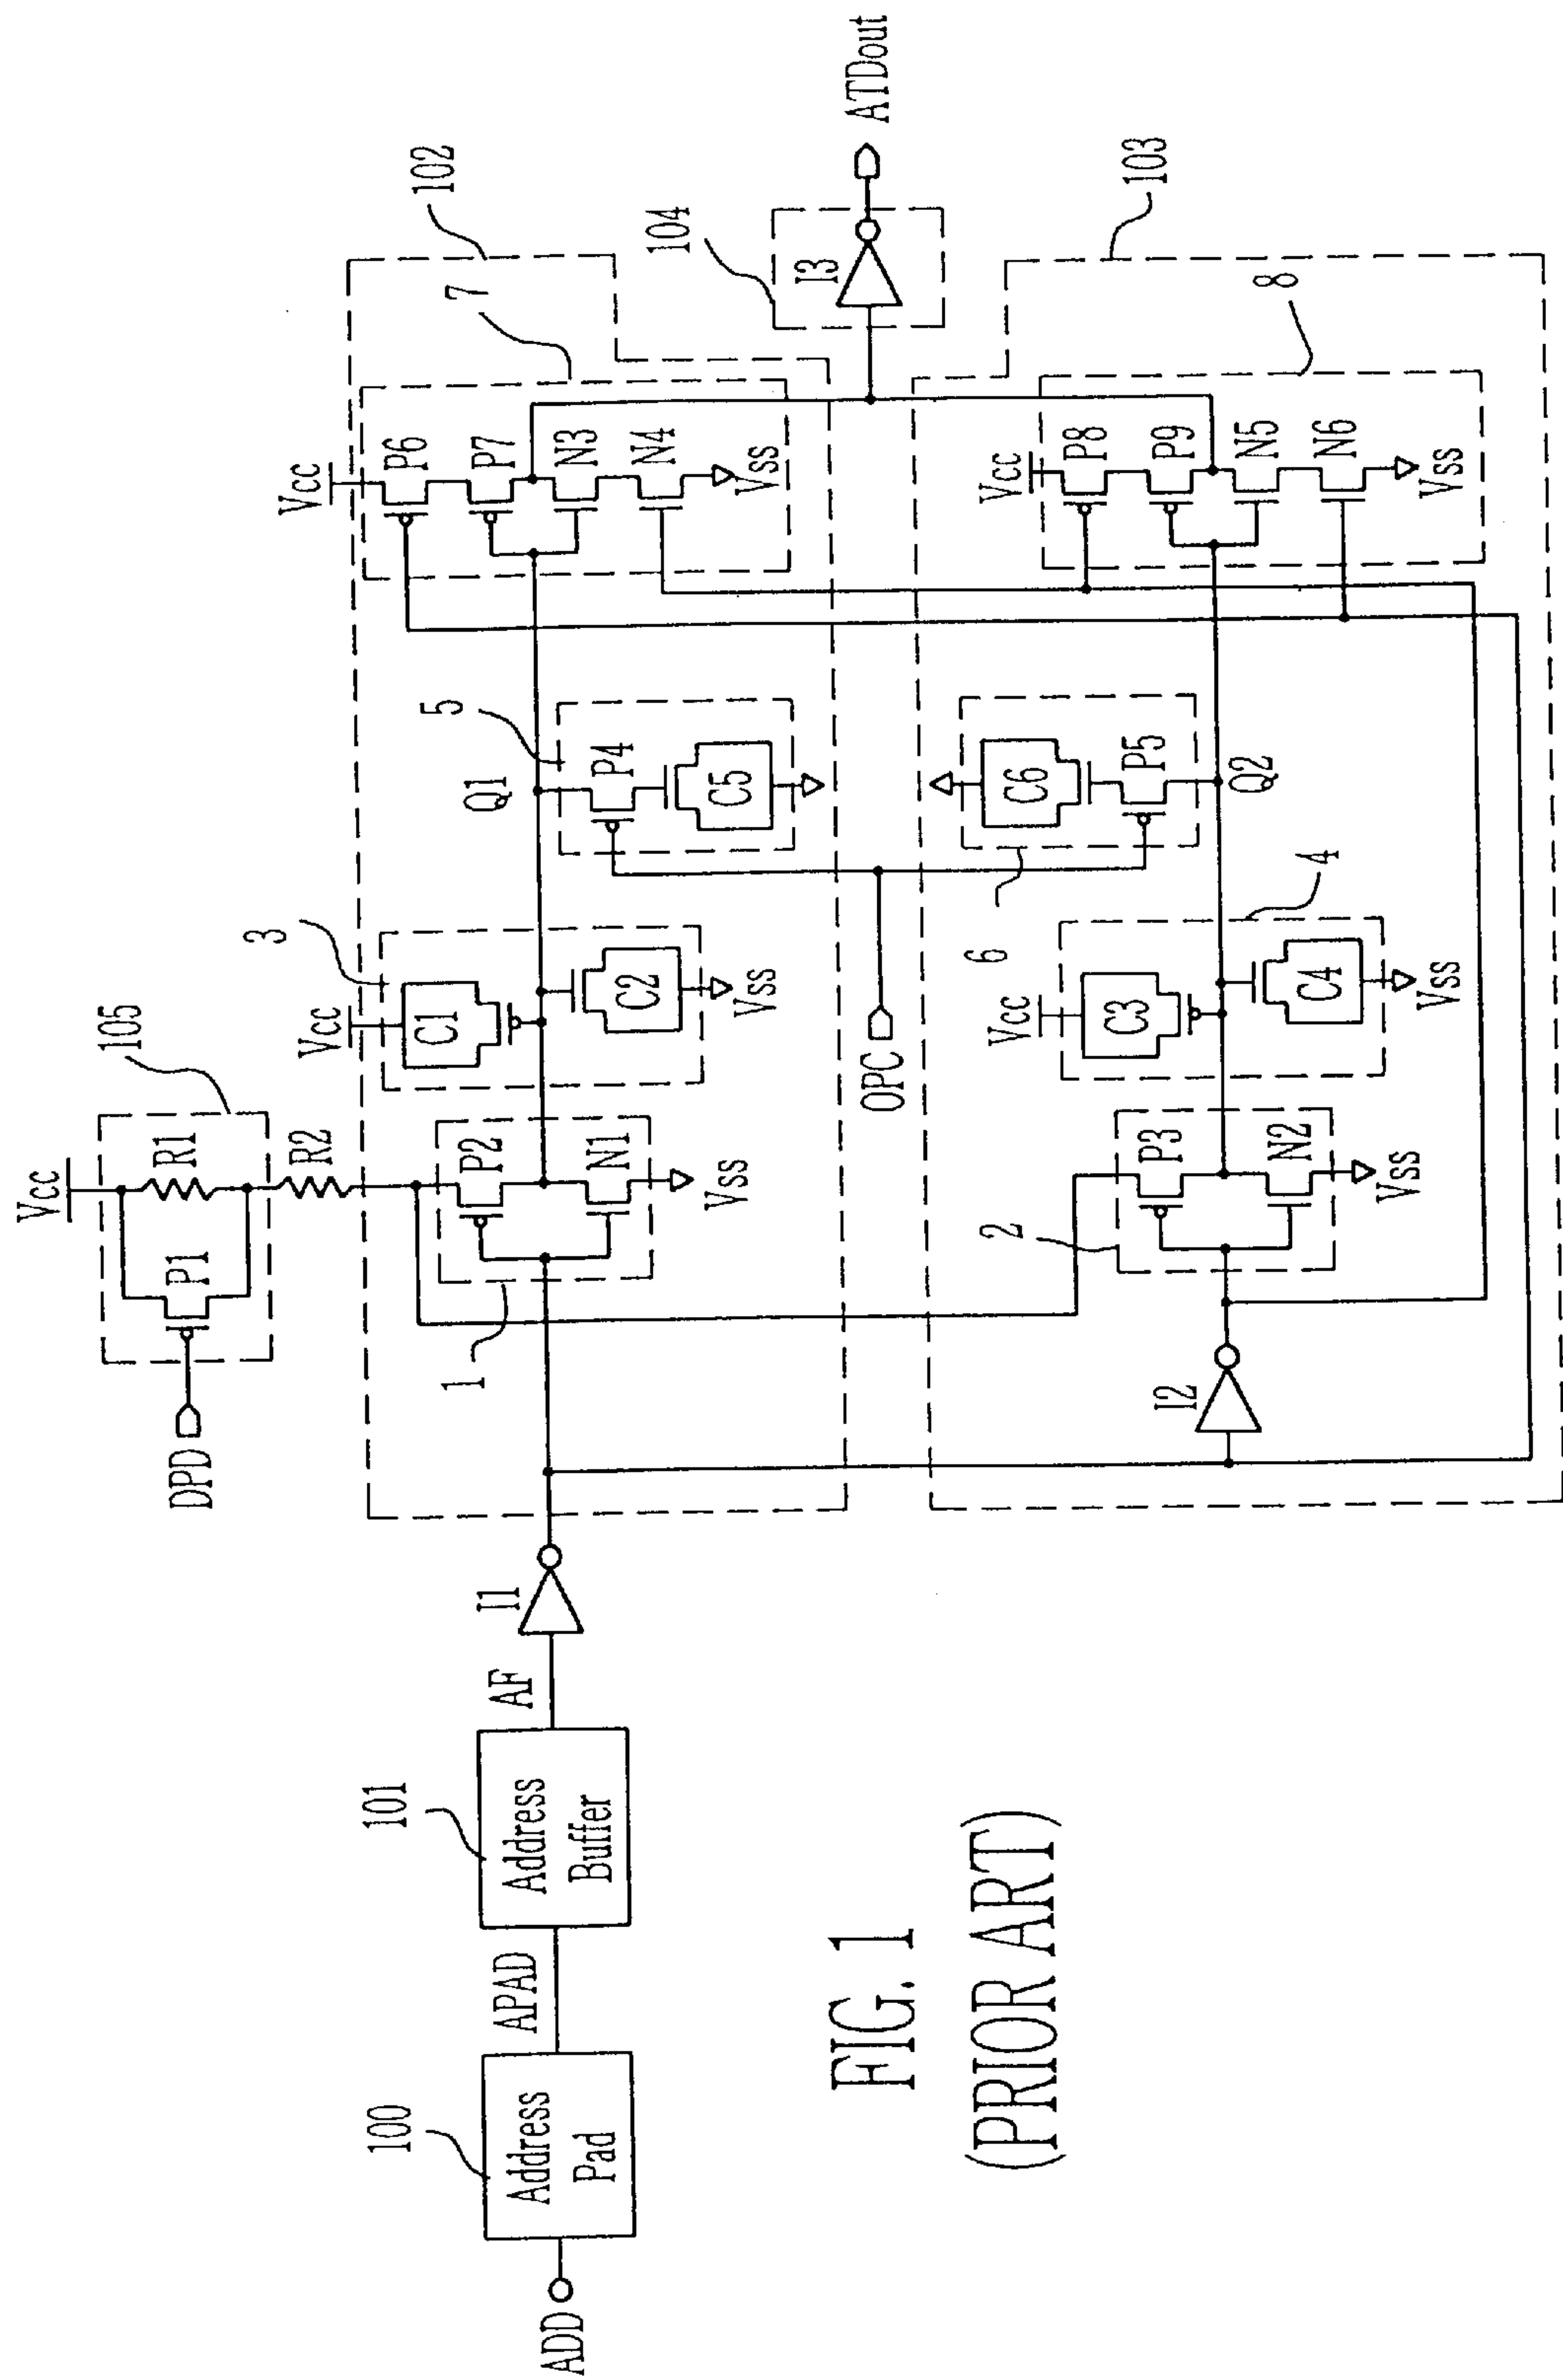 ADD
100
Address
Pad
APAD
101
Address
Buffer
AF
I1
DPD
Vcc
P1
R1
105
R2
1
P2
N1
Vss
Vcc
3
C1
C2
Vss
Q1
5
P4
C5
OPC
102
7
Vcc
P6
P7
N3
N4
Vss
104
I3
ATDout
I2
2
P3
N2
Vss
Vcc
C3
C4
4
Vss
6
C6
P5
Q2
103
8
Vcc
P8
P9
N5
N6
Vss
FIG. 1
(PRIOR ART)